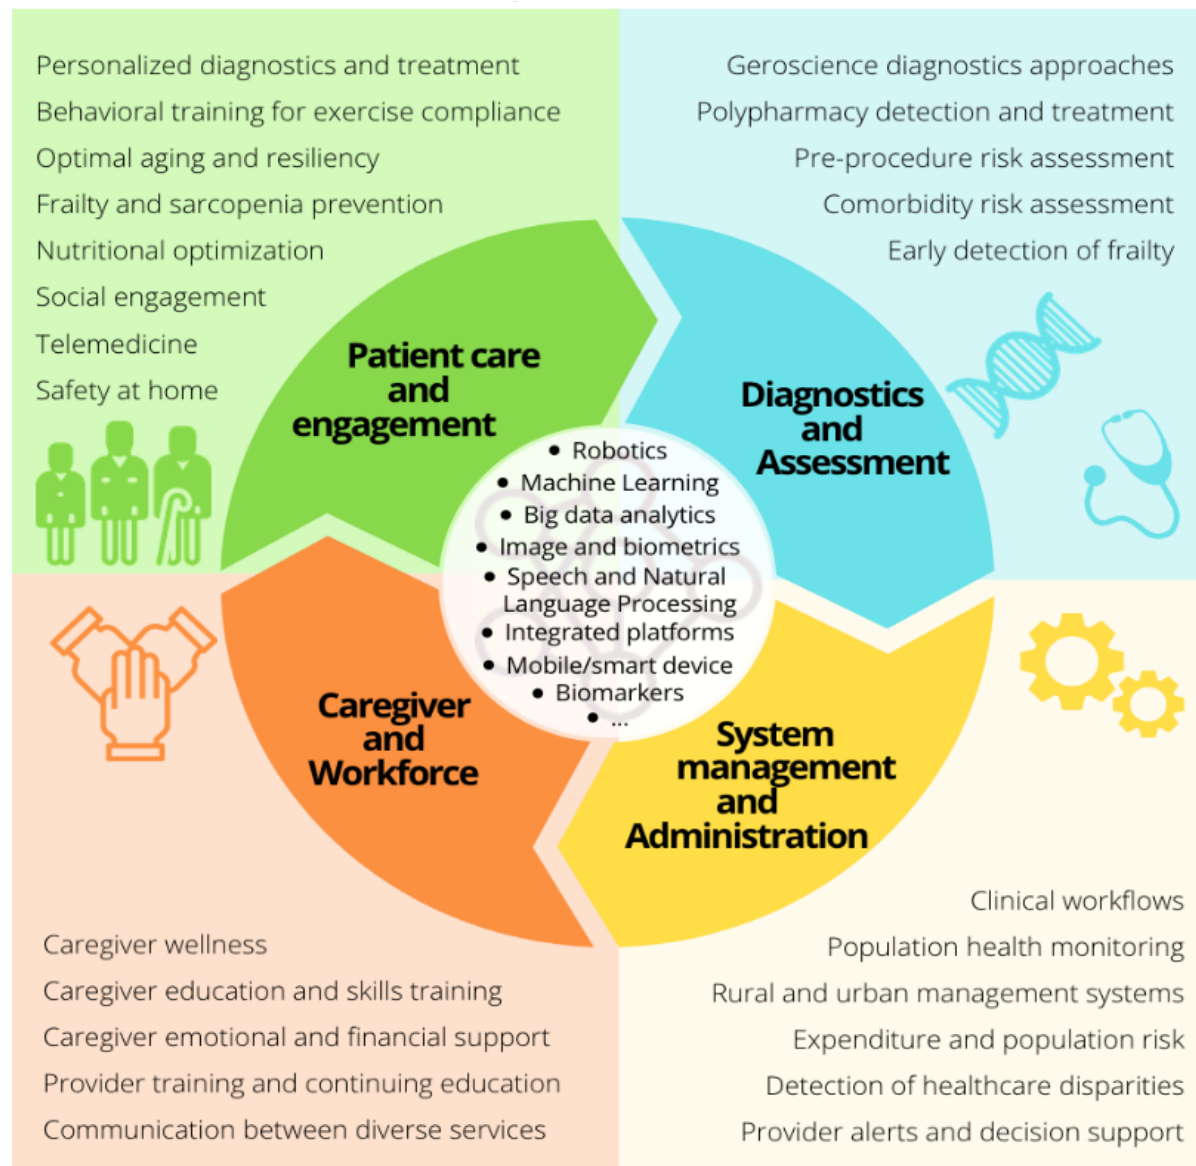 Personalized diagnostics and treatment
Behavioral training for exercise compliance
Optimal aging and resiliency
Frailty and sarcopenia prevention
Nutritional optimization
Social engagement
Telemedicine
Safety at home
Geroscience diagnostics approaches
Polypharmacy detection and treatment
Pre-procedure risk assessment
Comorbidity risk assessment
Early detection of frailty
Patient care
and
engagement
Diagnostics
and
Assessment
• Robotics
• Machine Learning
• Big data analytics
• Image and biometrics
• Speech and Natural
Language Processing
• Integrated platforms
• Mobile/smart device
• Biomarkers
• ...
Caregiver
and
Workforce
System
management
and
Administration
Caregiver wellness
Caregiver education and skills training
Caregiver emotional and financial support
Provider training and continuing education
Communication between diverse services
Clinical workflows
Population health monitoring
Rural and urban management systems
Expenditure and population risk
Detection of healthcare disparities
Provider alerts and decision support